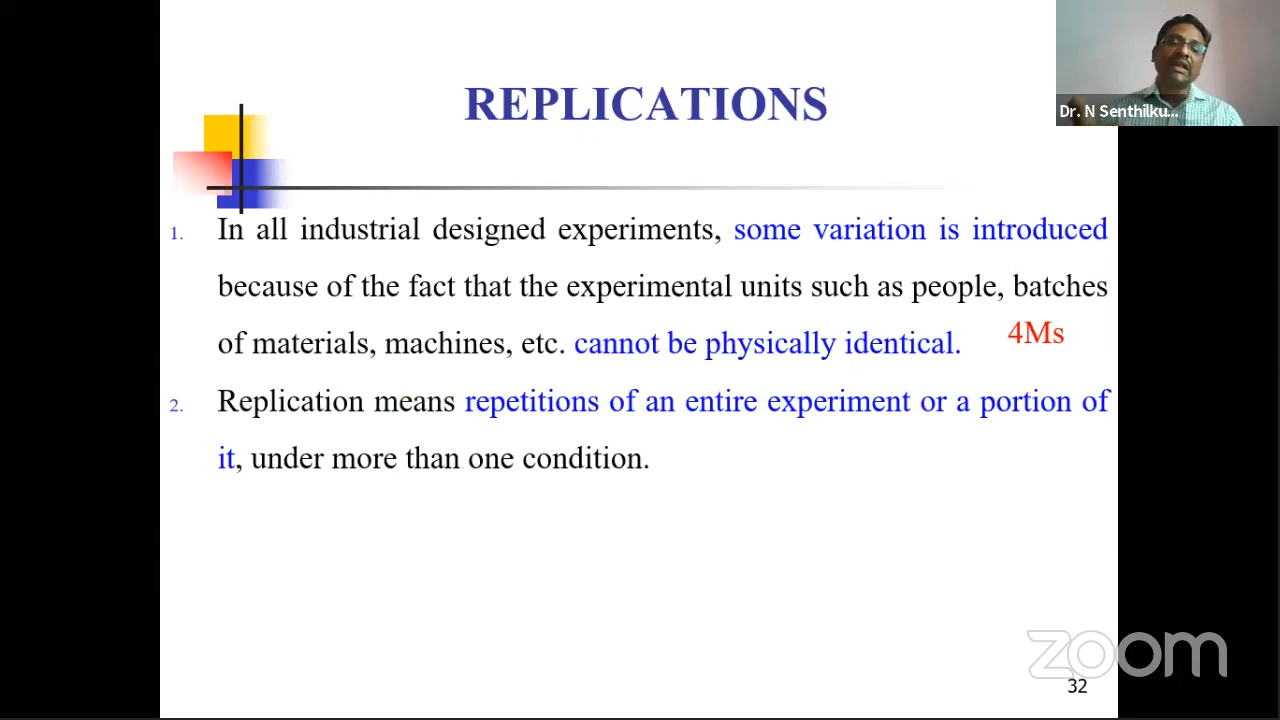 REPLICATIONS
Dr. N Senthilku...
1. In all industrial designed experiments, some variation is introduced
because of the fact that the experimental units such as people, batches
of materials, machines, etc. cannot be physically identical.
4Ms
2. Replication means repetitions of an entire experiment or a portion of
it, under more than one condition.
zoom
32